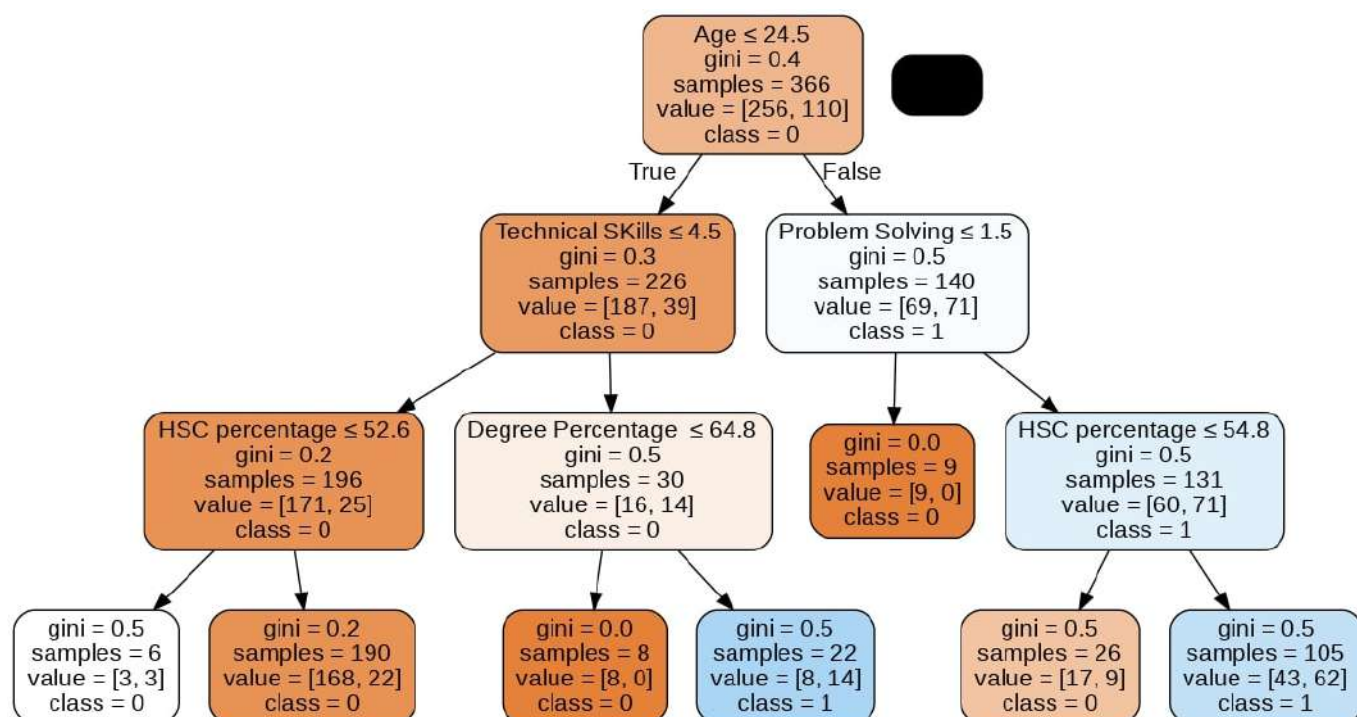 Age ≤ 24.5
gini = 0.4
samples = 366
value = [256, 110]
class = 0
True
False
Technical SKills ≤ 4.5
gini = 0.3
samples = 226
value = [187, 39]
class = 0
Problem Solving ≤ 1.5
gini = 0.5
samples = 140
value = [69, 71]
class = 1
HSC percentage ≤ 52.6
gini = 0.2
samples = 196
value = [171, 25]
class = 0
Degree Percentage ≤ 64.8
gini = 0.5
samples = 30
value = [16, 14]
class = 0
gini = 0.0
samples = 9
value = [9, 0]
class = 0
HSC percentage ≤ 54.8
gini = 0.5
samples = 131
value = [60, 71]
class = 1
gini = 0.5
samples = 6
value = [3, 3]
class = 0
gini = 0.2
samples = 190
value = [168, 22]
class = 0
gini = 0.0
samples = 8
value = [8, 0]
class = 0
gini = 0.5
samples = 22
value = [8, 14]
class = 1
gini = 0.5
samples = 26
value = [17, 9]
class = 0
gini = 0.5
samples = 105
value = [43, 62]
class = 1